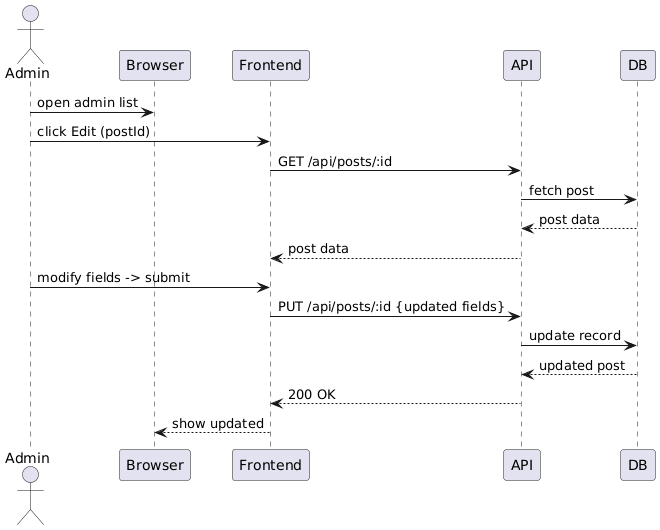 Admin
Browser
Frontend
API
DB
open admin list
click Edit (postId)
GET /api/posts/:id
fetch post
post data
post data
modify fields -> submit
PUT /api/posts/:id {updated fields}
update record
updated post
200 OK
show updated
Admin
Browser
Frontend
API
DB